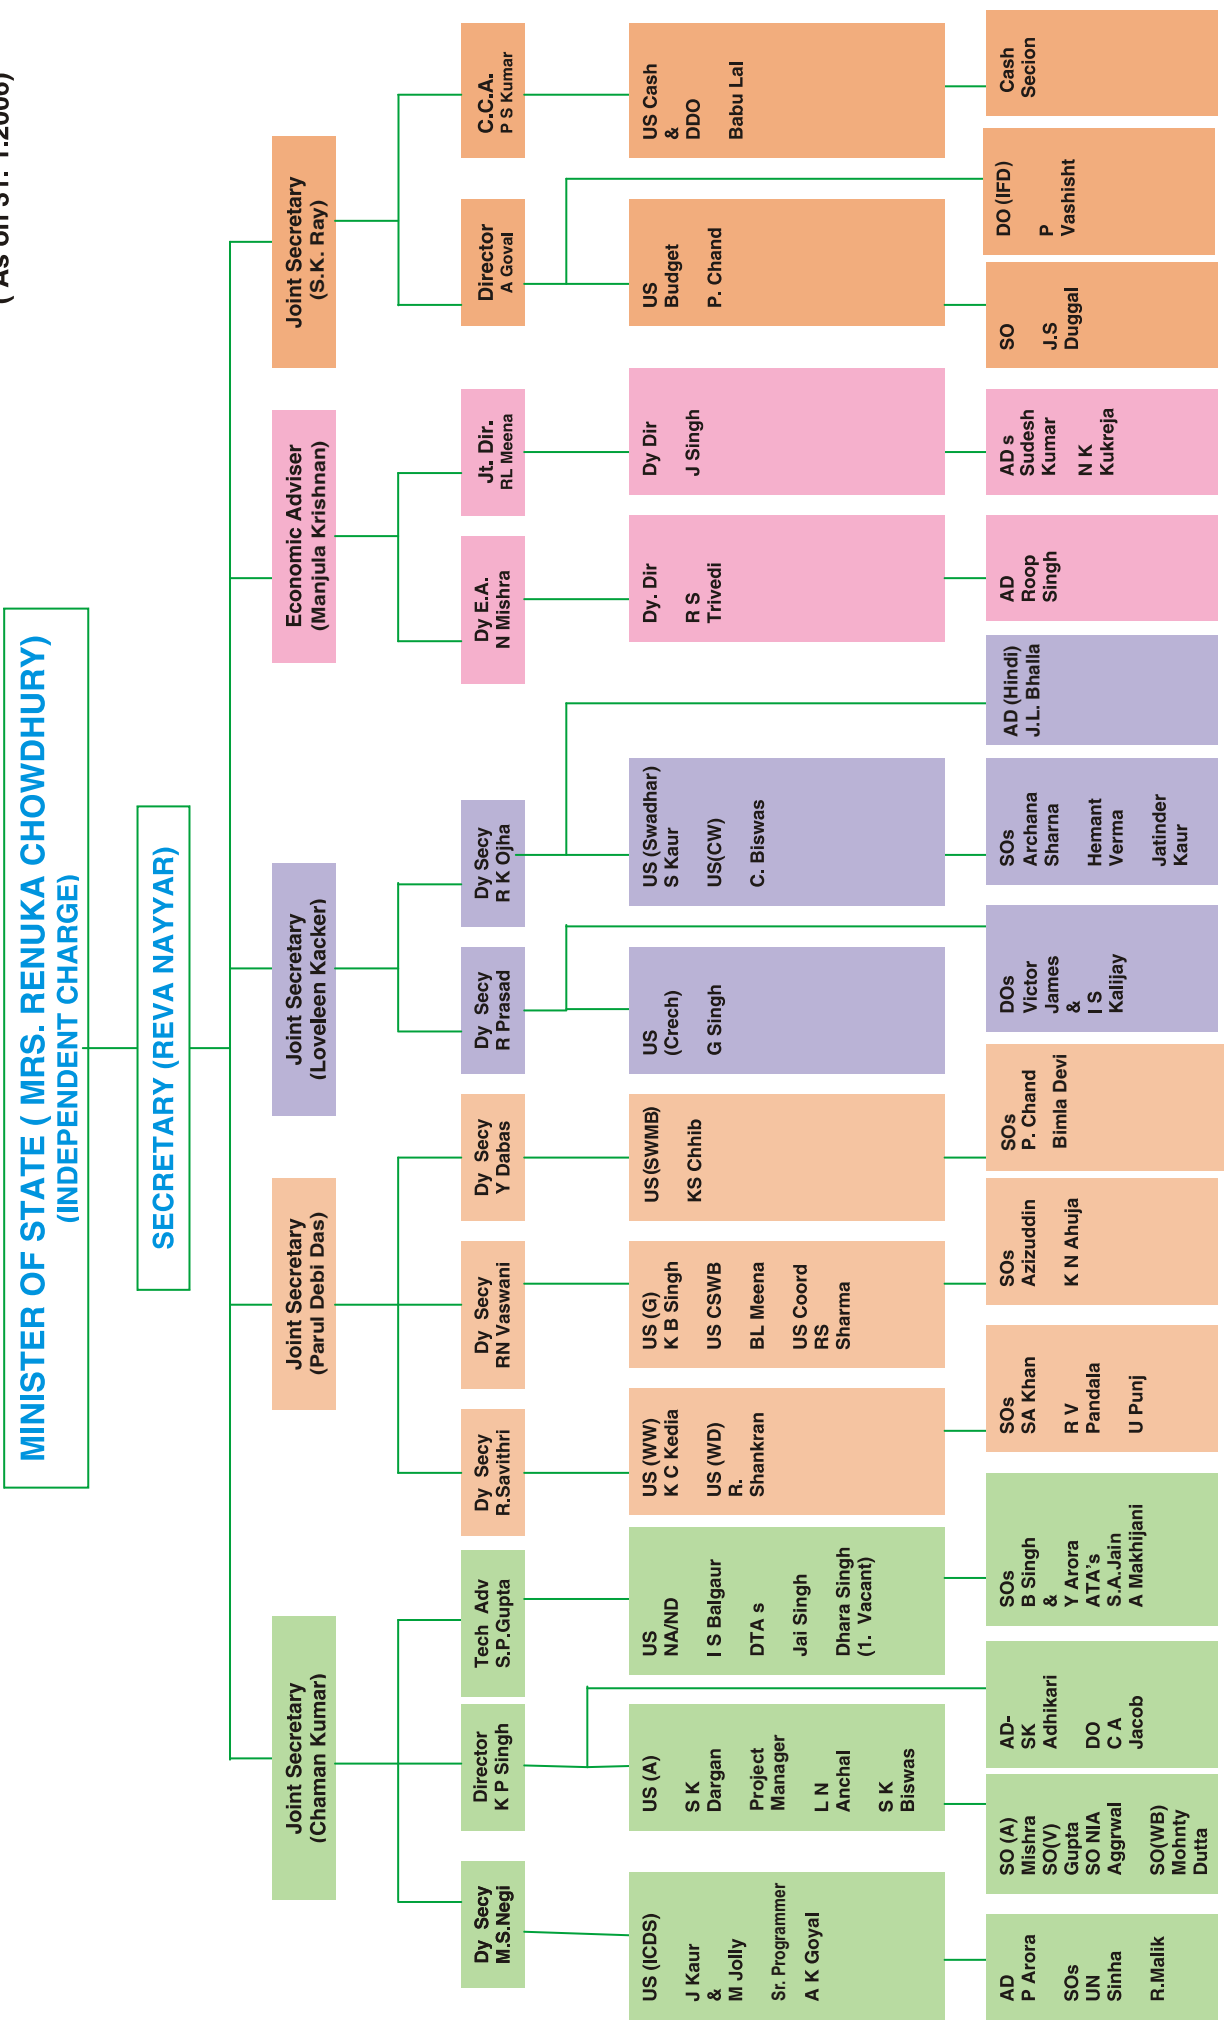 ( As on 31. 1.2006)
MINISTER OF STATE ( MRS. RENUKA CHOWDHURY)
(INDEPENDENT CHARGE)
SECRETARY (REVA NAYYAR)
Joint Secretary
(Chaman Kumar)
Joint Secretary
(Parul Debi Das)
Joint Secretary
(Loveleen Kacker)
Economic Adviser
(Manjula Krishnan)
Joint Secretary
(S.K. Ray)
Dy Secy
M.S.Negi
Director
K P Singh
Tech Adv
S.P.Gupta
Dy Secy
R.Savithri
Dy Secy
RN Vaswani
Dy Secy
Y Dabas
Dy Secy
R Prasad
Dy Secy
R K Ojha
Dy E.A.
N Mishra
Jt. Dir.
RL Meena
Director
A Goval
C.C.A.
P S Kumar
US (ICDS)
J Kaur
&
M Jolly
Sr. Programmer
A K Goyal
US (A)
S K
Dargan
Project
Manager
L N
Anchal
S K
Biswas
US
NA/ND
I S Balgaur
DTA s
Jai Singh
Dhara Singh
(1. Vacant)
US (WW)
K C Kedia
US (WD)
R.
Shankran
US (G)
K B Singh
US CSWB
BL Meena
US Coord
RS
Sharma
US(SWMB)
KS Chhib
US
(Crech)
G Singh
US (Swadhar)
S Kaur
US(CW)
C. Biswas
Dy. Dir
R S
Trivedi
Dy Dir
J Singh
US
Budget
P. Chand
US Cash
&
DDO
Babu Lal
AD
P Arora
SOs
UN
Sinha
R.Malik
SO (A)
Mishra
SO(V)
Gupta
SO NIA
Aggrwal
SO(WB)
Mohnty
Dutta
AD-
SK
Adhikari
DO
C A
Jacob
SOs
B Singh
&
Y Arora
ATA's
S.A.Jain
A Makhijani
SOs
SA Khan
R V
Pandala
U Punj
SOs
Azizuddin
K N Ahuja
SOs
P. Chand
Bimla Devi
DOs
Victor
James
&
I S
Kalijay
SOs
Archana
Sharna
Hemant
Verma
Jatinder
Kaur
AD (Hindi)
J.L. Bhalla
AD
Roop
Singh
AD s
Sudesh
Kumar
N K
Kukreja
SO
J.S
Duggal
DO (IFD)
P
Vashisht
Cash
Secion